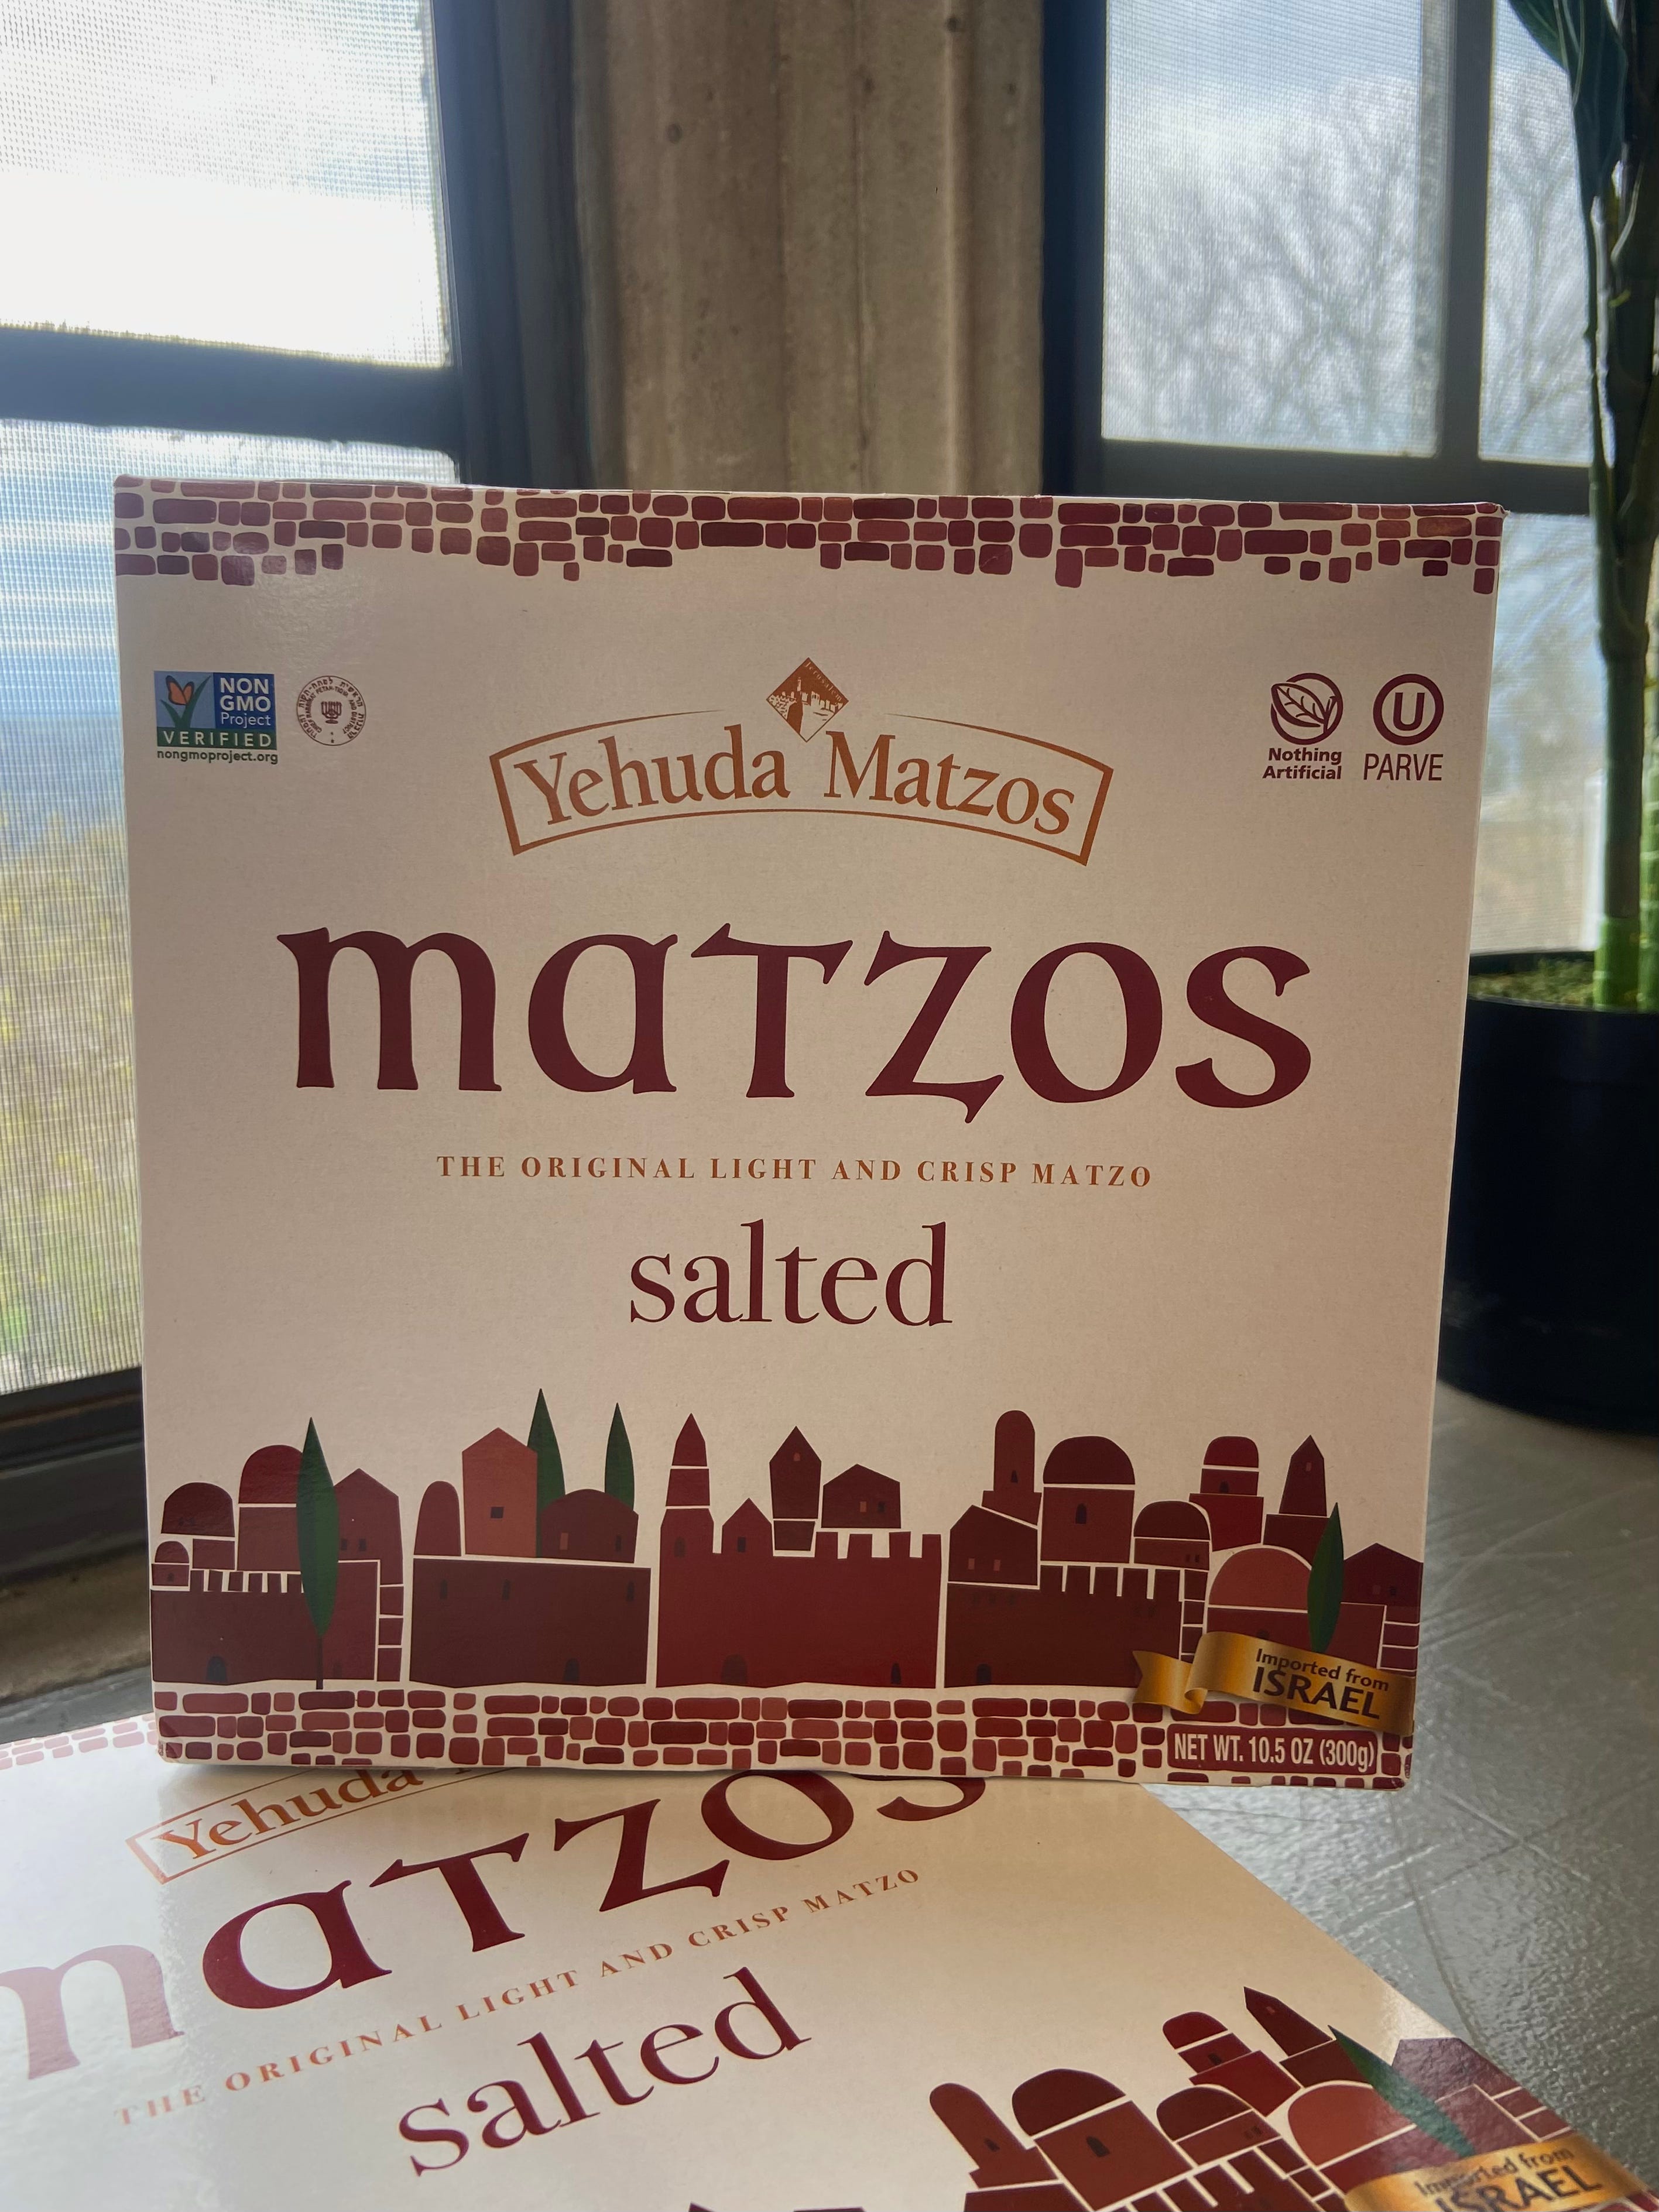 NON
GMO
Project
VERIFIED
nongmoproject.org
Jerusalem
Yehuda Matzos
Nothing
Artificial
U
PARVE
matzos
THE ORIGINAL LIGHT AND CRISP MATZO
salted
Imported from
ISRAEL
NET WT. 10.5 OZ (300g)
Yehuda
matzos
THE ORIGINAL LIGHT AND CRISP MATZO
salted
Imported from
ISRAEL